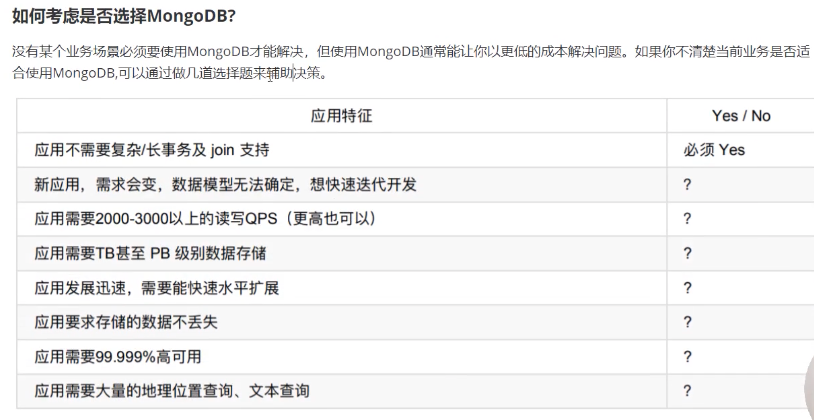 如何考虑是否选择MongoDB?
没有某个业务场景必须要使用MongoDB才能解决，但使用MongoDB通常能让你以更低的成本解决问题。如果你不清楚当前业务是否适
合使用MongoDB,可以通过做几道选择题来辅助决策。
应用特征 Yes / No
应用不需要复杂/长事务及 join 支持 必须 Yes
新应用，需求会变，数据模型无法确定，想快速迭代开发 ?
应用需要2000-3000以上的读写QPS（更高也可以） ?
应用需要TB甚至 PB 级别数据存储 ?
应用发展迅速，需要能快速水平扩展 ?
应用要求存储的数据不丢失 ?
应用需要99.999%高可用 ?
应用需要大量的地理位置查询、文本查询 ?